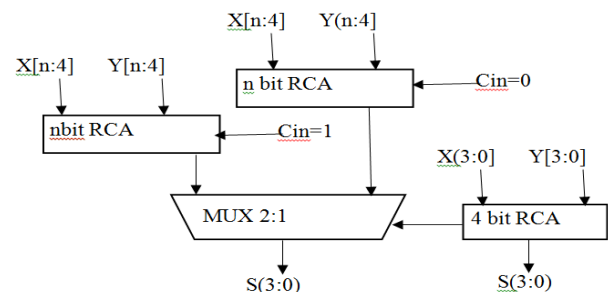 X[n:4] Y(n:4]
X[n:4] Y[n:4]
n bit RCA
Cin=0
nbit RCA
Cin=1
X(3:0] Y[3:0]
MUX 2:1
4 bit RCA
S(3:0)
S(3:0)